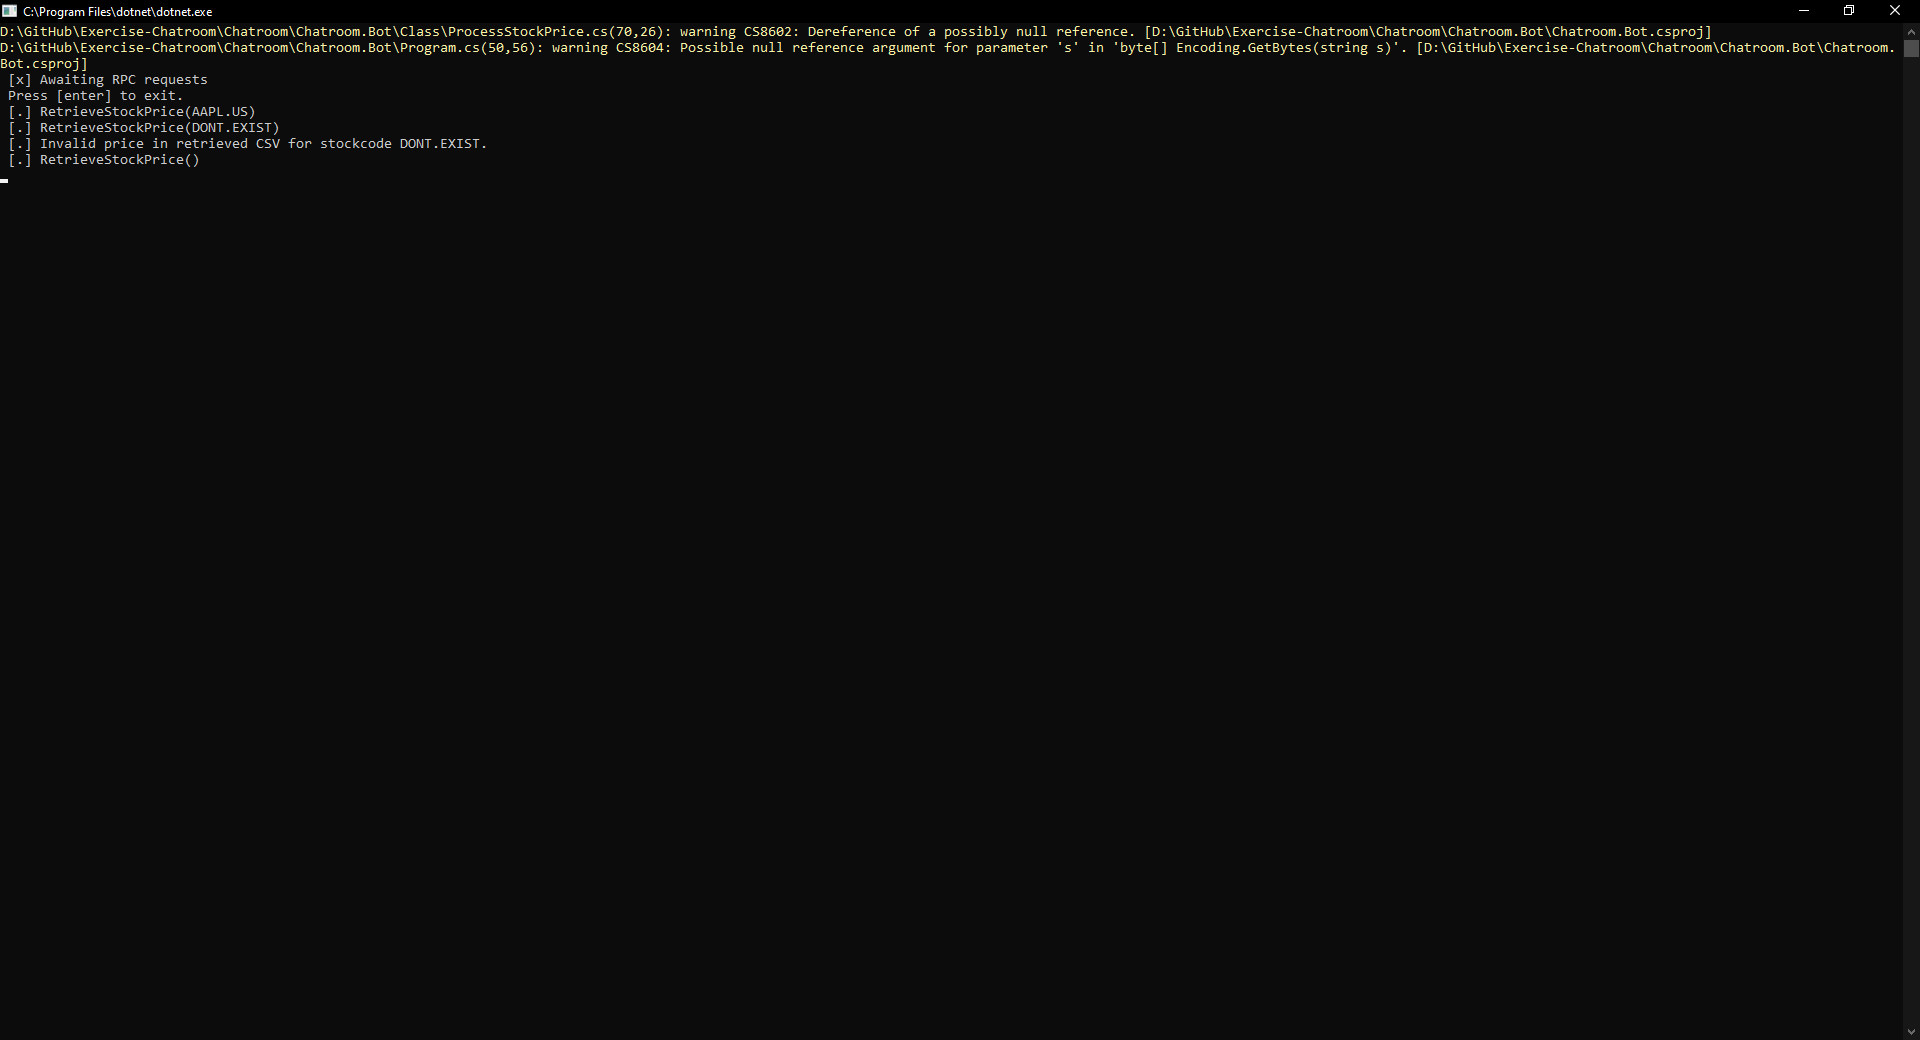 C:\Program Files\dotnet\dotnet.exe
D:\GitHub\Exercise-Chatroom\Chatroom\Chatroom.Bot\Class\ProcessStockPrice.cs(70,26): warning CS8602: Dereference of a possibly null reference. [D:\GitHub\Exercise-Chatroom\Chatroom\Chatroom.Bot\Chatroom.Bot.csproj]
D:\GitHub\Exercise-Chatroom\Chatroom\Chatroom.Bot\Program.cs(50,56): warning CS8604: Possible null reference argument for parameter 's' in 'byte[] Encoding.GetBytes(string s)'. [D:\GitHub\Exercise-Chatroom\Chatroom\Chatroom.Bot\Chatroom.
Bot.csproj]
[x] Awaiting RPC requests
Press [enter] to exit.
[.] RetrieveStockPrice(AAPL.US)
[.] RetrieveStockPrice(DONT.EXIST)
[.] Invalid price in retrieved CSV for stockcode DONT.EXIST.
[.] RetrieveStockPrice()